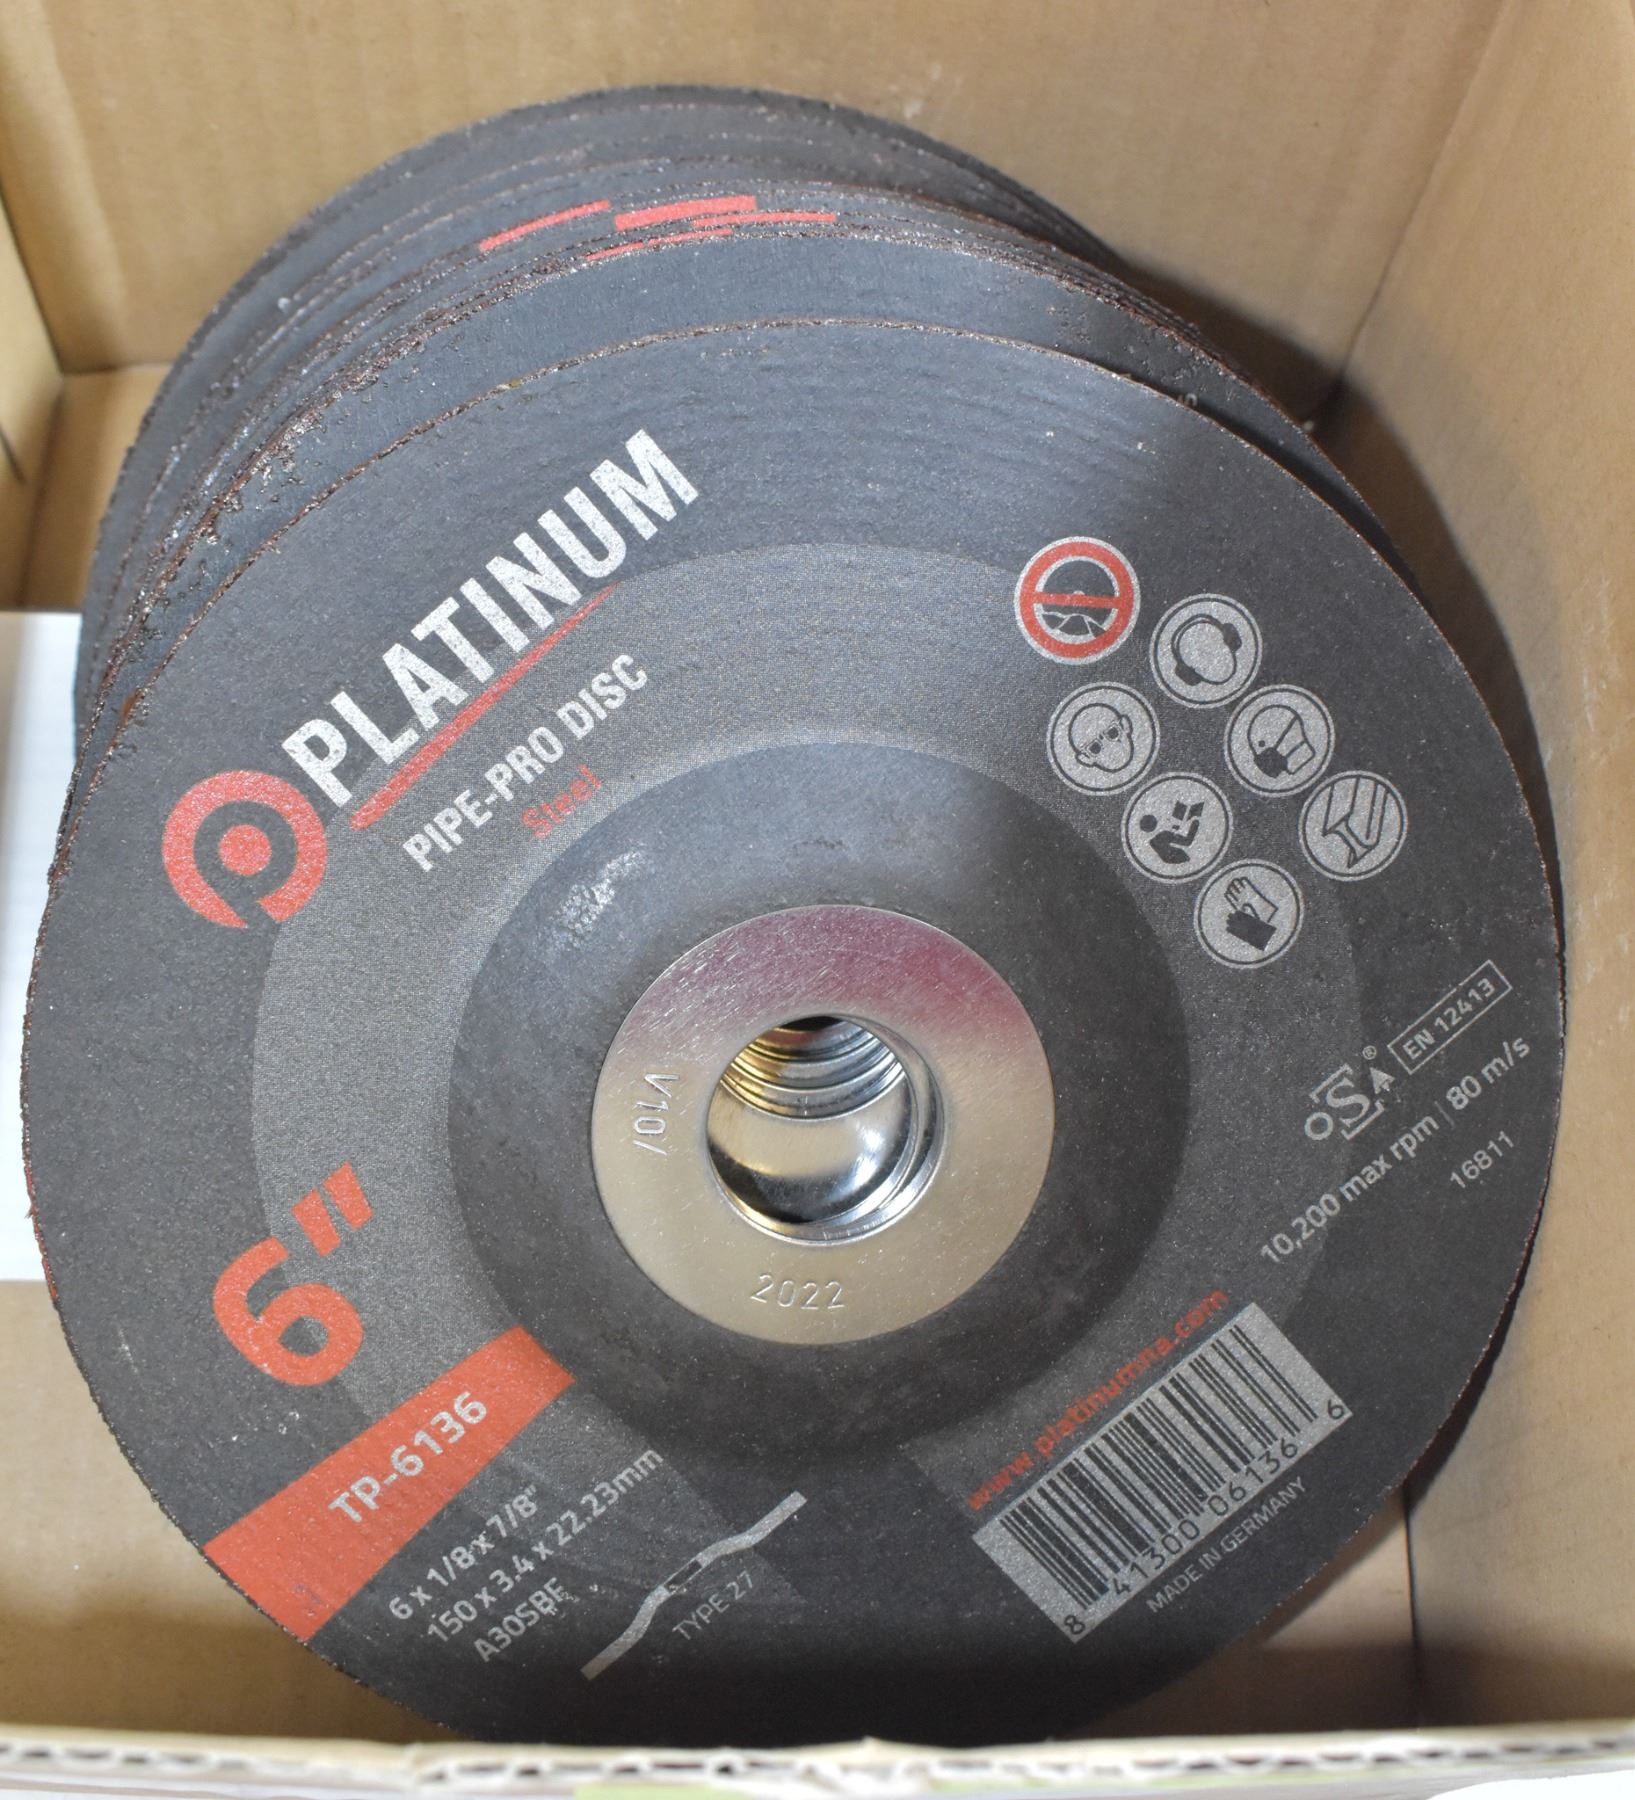 PLATINUM
PIPE-PRO DISC
Steel
oSa® EN 12413
10,200 max rpm | 80 m/s
16811
V10/
2022
6"
TP-6136
6 x 1/8 x 7/8"
150 x 3.4 x 22.23mm
A30SBF
TYPE 27
www.platinumna.com
8 41300 06136 6
MADE IN GERMANY